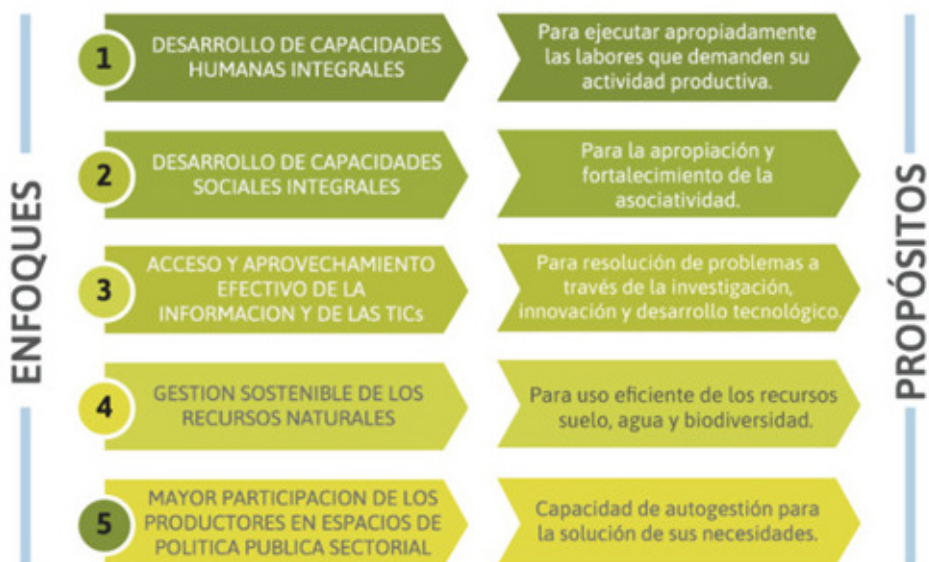 ENFOQUES
PROPÓSITOS
1
DESARROLLO DE CAPACIDADES
HUMANAS INTEGRALES
Para ejecutar apropiadamente
las labores que demanden su
actividad productiva.
2
DESARROLLO DE CAPACIDADES
SOCIALES INTEGRALES
Para la apropiación y
fortalecimiento de la
asociatividad.
3
ACCESO Y APROVECHAMIENTO
EFECTIVO DE LA
INFORMACION Y DE LAS TICs
Para resolución de problemas a
través de la investigación,
innovación y desarrollo tecnológico.
4
GESTION SOSTENIBLE DE LOS
RECURSOS NATURALES
Para uso eficiente de los recursos
suelo, agua y biodiversidad.
5
MAYOR PARTICIPACION DE LOS
PRODUCTORES EN ESPACIOS DE
POLITICA PUBLICA SECTORIAL
Capacidad de autogestión para
la solución de sus necesidades.